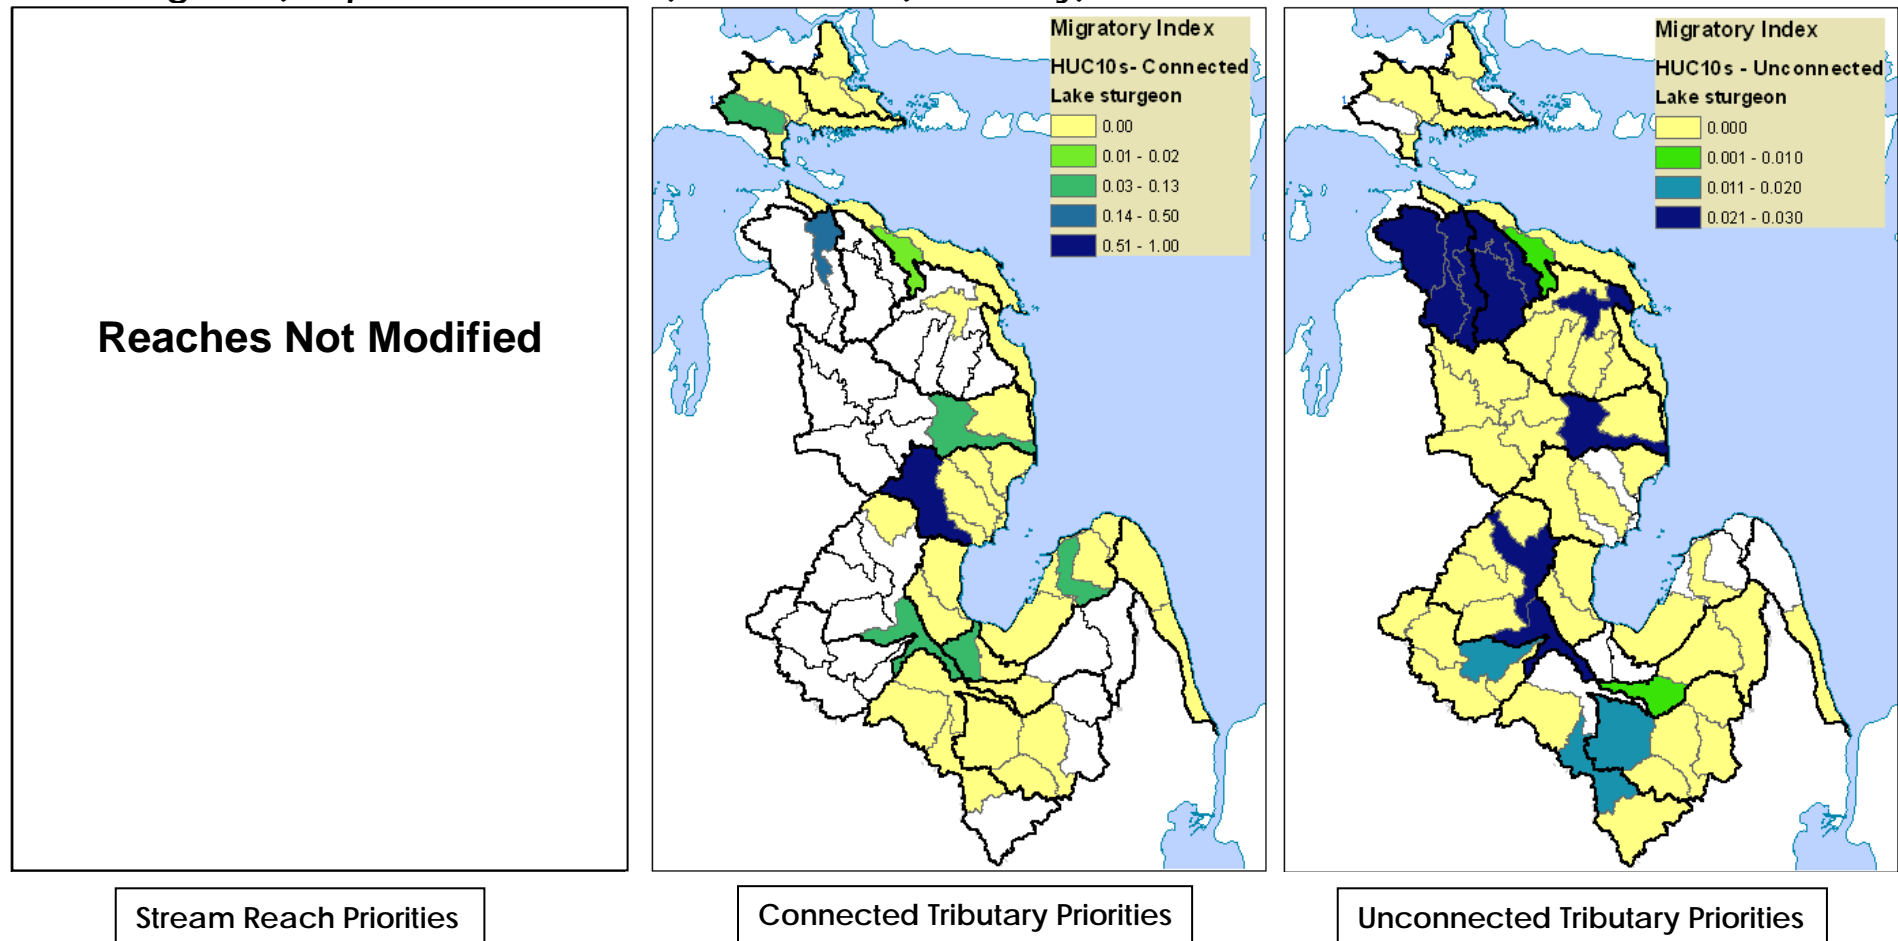 Reaches Not Modified
Stream Reach Priorities
Migratory Index
HUC10s- Connected
Lake sturgeon
0.00
0.01 - 0.02
0.03 - 0.13
0.14 - 0.50
0.51 - 1.00
Connected Tributary Priorities
Migratory Index
HUC10s - Unconnected
Lake sturgeon
0.000
0.001 - 0.010
0.011 - 0.020
0.021 - 0.030
Unconnected Tributary Priorities